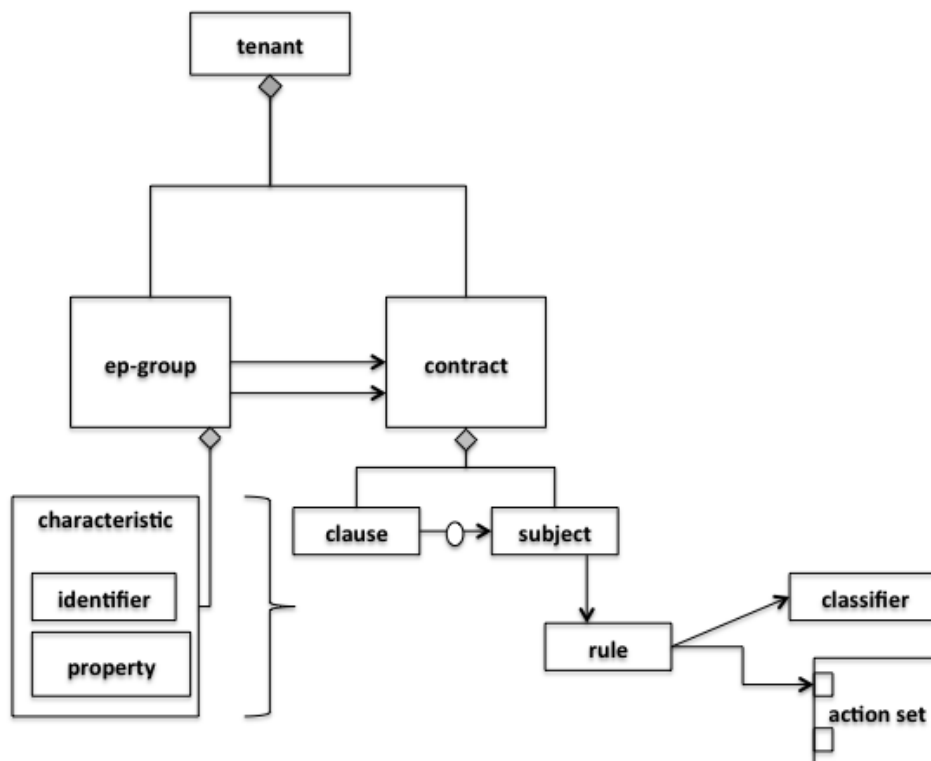 tenant
ep-group
contract
characteristic
identifier
property
clause
subject
rule
classifier
action set